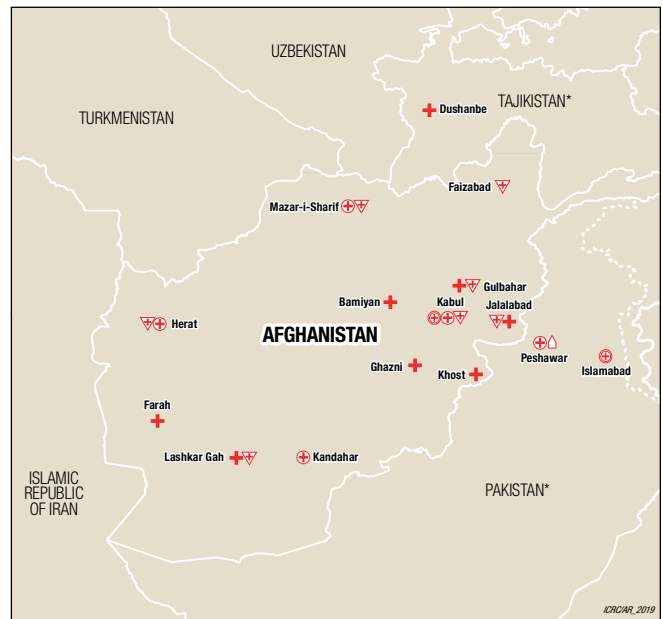 UZBEKISTAN
TAJIKISTAN*
Dushanbe
TURKMENISTAN
Faizabad
Mazar-i-Sharif
Gulbahar
Bamiyan
Kabul
Jalalabad
Herat
AFGHANISTAN
Peshawar
Islamabad
Ghazni
Khost
Farah
Lashkar Gah
Kandahar
ISLAMIC
REPUBLIC
OF IRAN
PAKISTAN*
ICRC/AR_2019